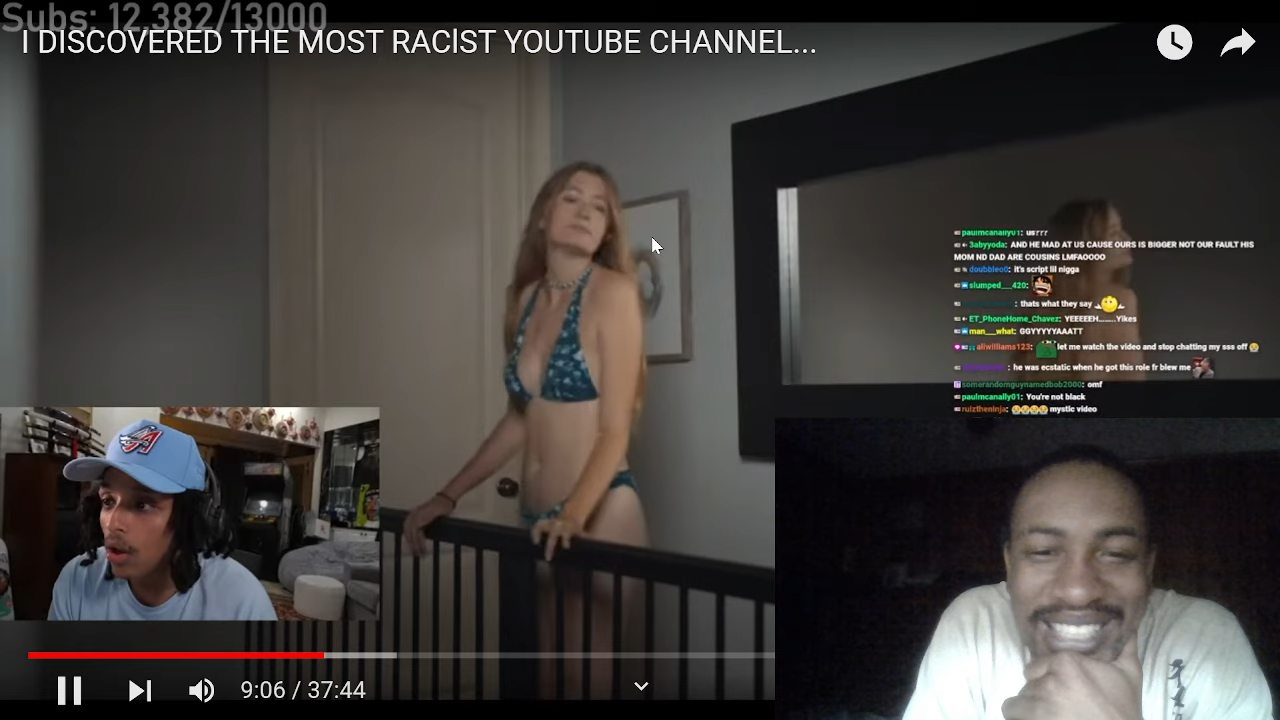 Subs: 12,382/13000
I DISCOVERED THE MOST RACIST YOUTUBE CHANNEL...
paulmcanally01: us???
3abyyoda: AND HE MAD AT US CAUSE OURS IS BIGGER NOT OUR FAULT HIS
MOM ND DAD ARE COUSINS LMFAOOOO
doubbleo0: it's script lil nigga
slumped___420:
: thats what they say
ET_PhoneHome_Chavez: YEEEEEH........Yikes
man___what: GGYYYYYAAATT
aliwilliams123: let me watch the video and stop chatting my sss off 😭
: he was ecstatic when he got this role fr blew me
somerandomguynamedbob2000: omf
paulmcanally01: You're not black
ruiztheninja: 😭😭😭😭 mystic video
A
9:06 / 37:44